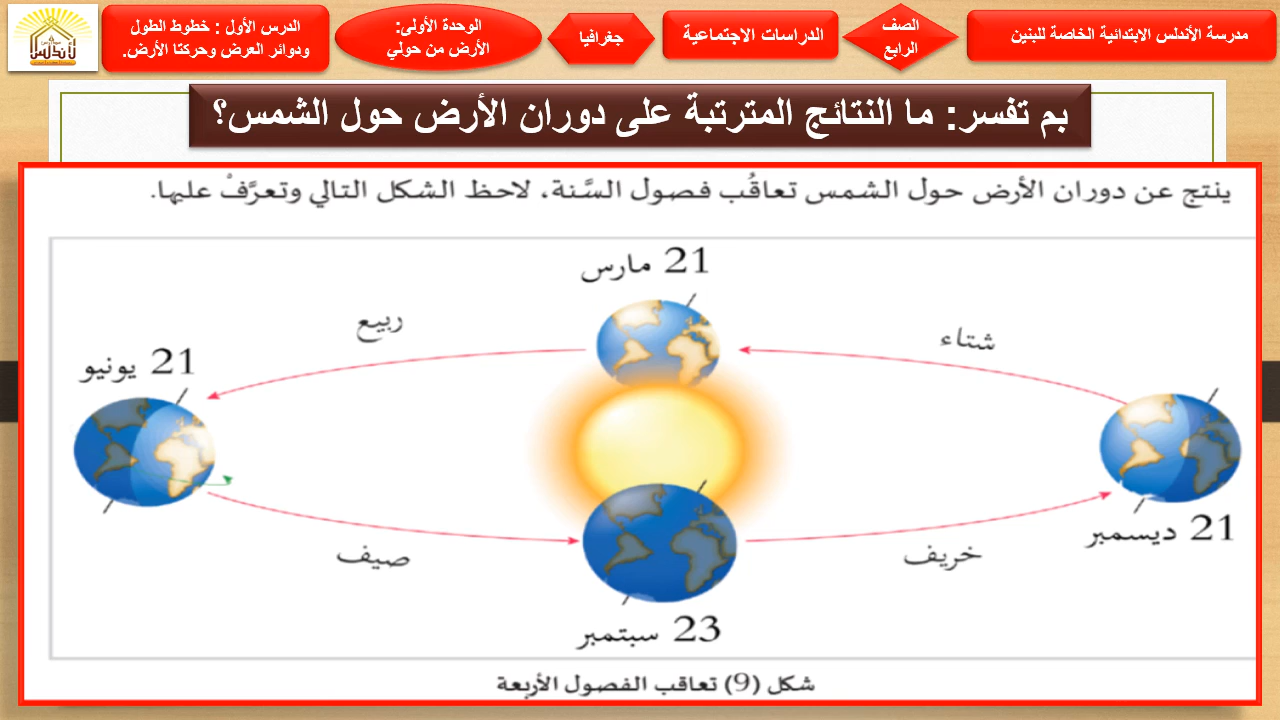 مدرسة الأندلس الابتدائية الخاصة للبنين
الصف
الرابع
الدراسات الاجتماعية
جغرافيا
الوحدة الأولى:
الأرض من حولي
الدرس الأول : خطوط الطول
ودوائر العرض وحركتا الأرض.
بم تفسر: ما النتائج المترتبة على دوران الأرض حول الشمس؟
ينتج عن دوران الأرض حول الشمس تعاقُب فصول السَّنة، لاحظ الشكل التالي وتعرَّفْ عليها.
21 مارس
شتاء
ربيع
21 يونيو
21 ديسمبر
خريف
صيف
23 سبتمبر
شكل (9) تعاقب الفصول الأربعة